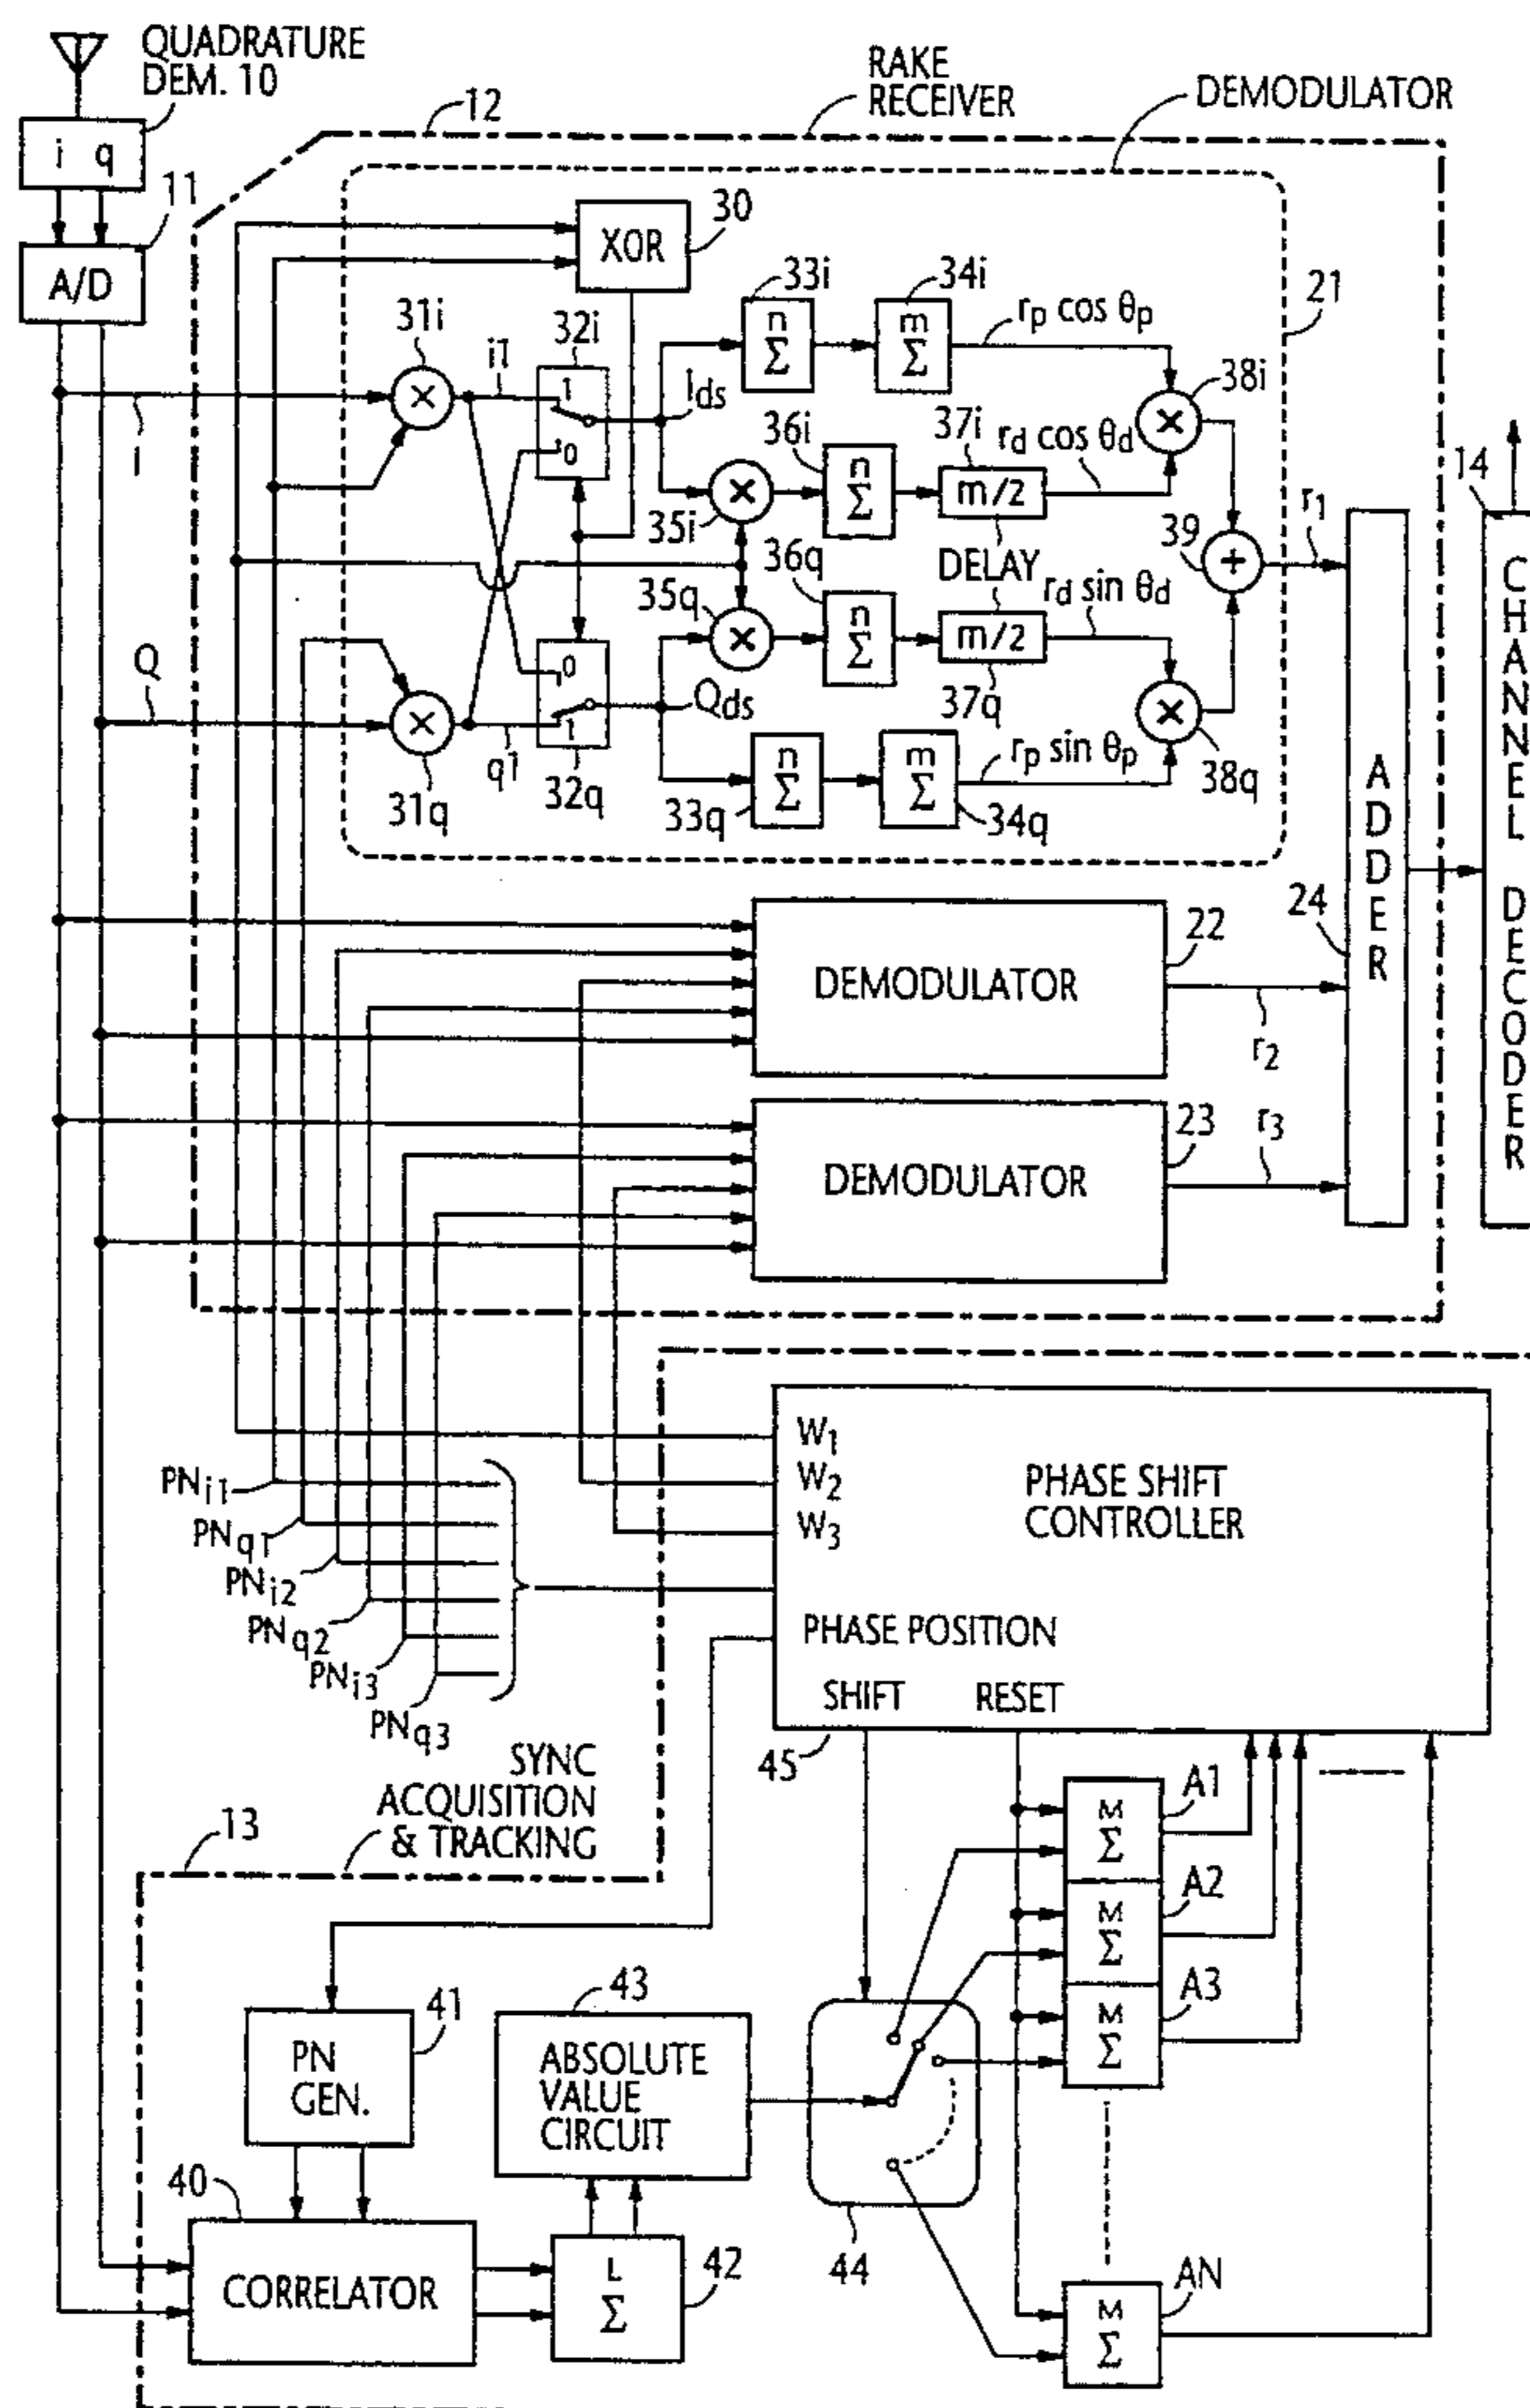 QUADRATURE
DEM. 10
RAKE
RECEIVER
DEMODULATOR
12
i q
11
A/D
XOR
30
33i
n
Σ
34i
m
Σ
rp cos θp
21
31i
×
i1
32i
1
0
Ids
I
36i
n
Σ
37i
m/2
rd cos θd
38i
×
35i
×
DELAY
39
+
r1
14
36q
n
Σ
m/2
37q
rd sin θd
35q
×
Q
0
1
Qds
31q
×
q1
32q
33q
n
Σ
m
Σ
34q
rp sin θp
×
38q
ADDER
24
CHANNEL DECODER
DEMODULATOR
22
r2
DEMODULATOR
23
r3
W1
W2
W3
PHASE SHIFT
CONTROLLER
PNi1
PNq1
PNi2
PNq2
PNi3
PNq3
PHASE POSITION
SHIFT RESET
45
SYNC
ACQUISITION
& TRACKING
13
M
Σ
A1
M
Σ
A2
M
Σ
A3
41
PN
GEN.
43
ABSOLUTE
VALUE
CIRCUIT
44
40
CORRELATOR
L
Σ
42
M
Σ
AN